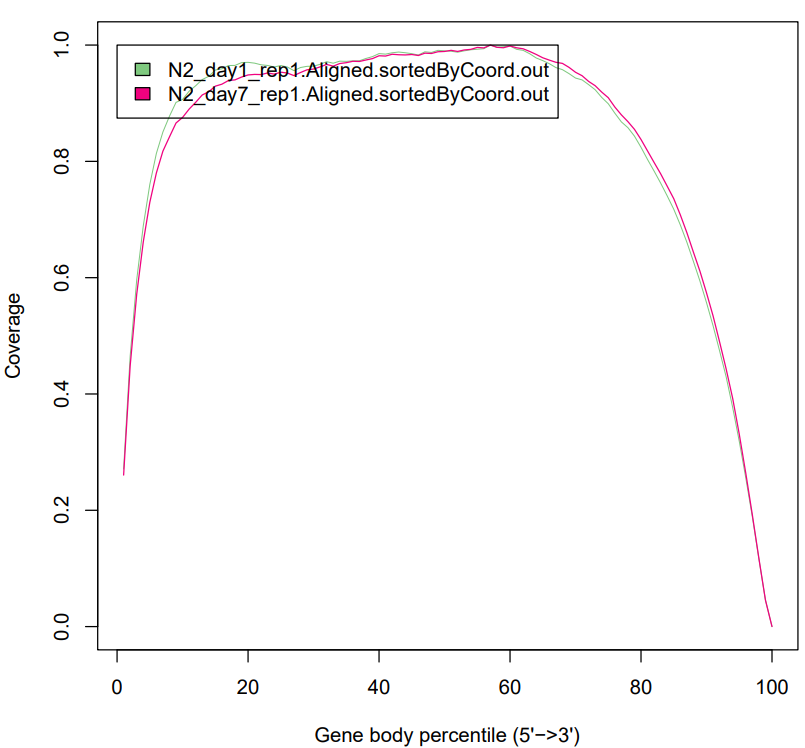 N2_day1_rep1.Aligned.sortedByCoord.out
N2_day7_rep1.Aligned.sortedByCoord.out
1.0
0.8
0.6
0.4
0.2
0.0
Coverage
0 20 40 60 80 100
Gene body percentile (5'−>3')